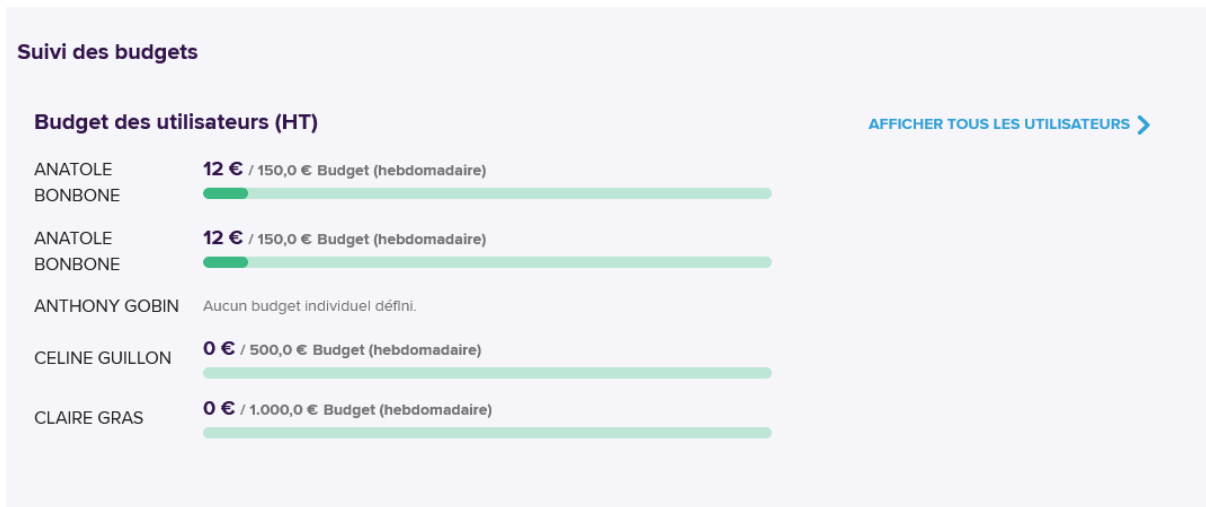 Suivi des budgets
Budget des utilisateurs (HT)
AFFICHER TOUS LES UTILISATEURS
ANATOLE
BONBONE
12 € / 150,0 € Budget (hebdomadaire)
ANATOLE
BONBONE
12 € / 150,0 € Budget (hebdomadaire)
ANTHONY GOBIN
Aucun budget individuel défini.
CELINE GUILLON
0 € / 500,0 € Budget (hebdomadaire)
CLAIRE GRAS
0 € / 1.000,0 € Budget (hebdomadaire)